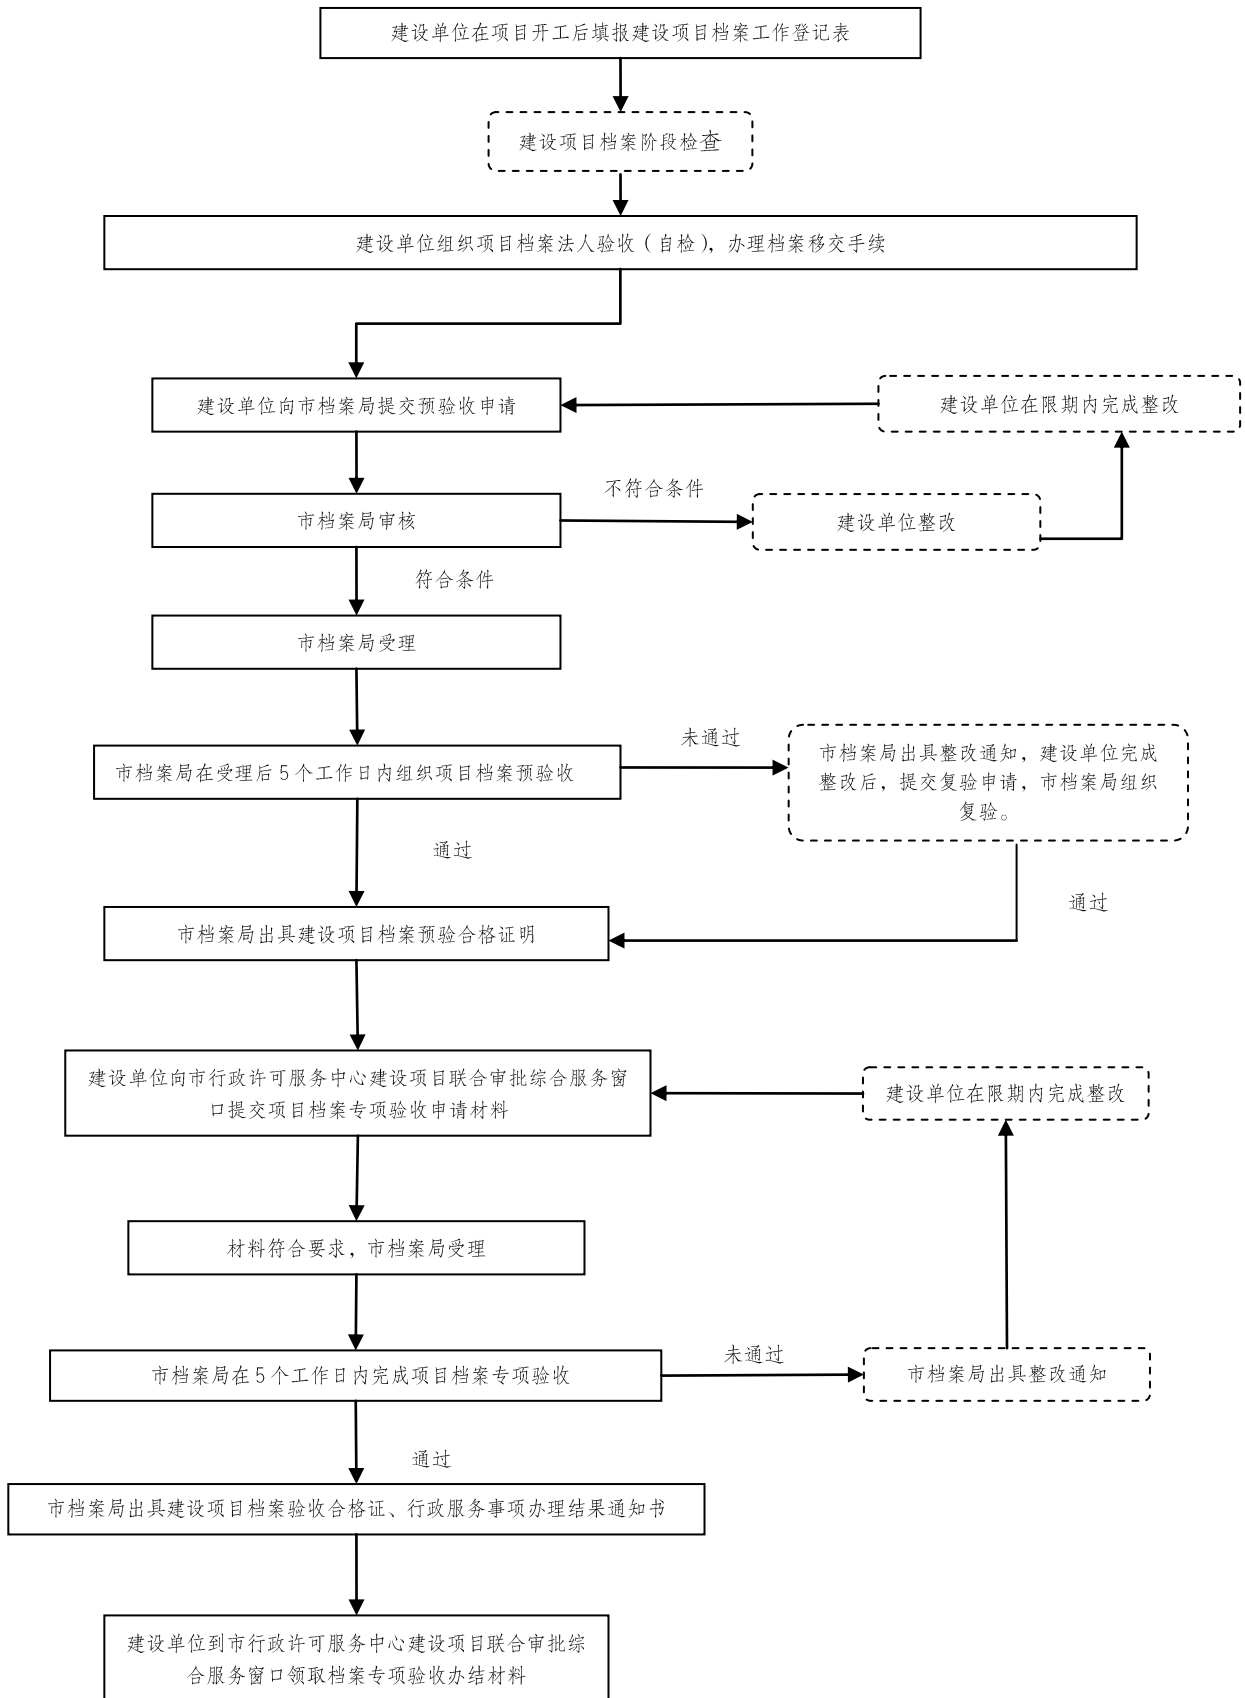 建设单位在项目开工后填报建设项目档案工作登记表
建设项目档案阶段检查
建设单位组织项目档案法人验收（自检），办理档案移交手续
建设单位向市档案局提交预验收申请
建设单位在限期内完成整改
不符合条件
市档案局审核
建设单位整改
符合条件
市档案局受理
未通过
市档案局在受理后5个工作日内组织项目档案预验收
市档案局出具整改通知，建设单位完成
整改后，提交复验申请，市档案局组织
复验。
通过
通过
市档案局出具建设项目档案预验合格证明
建设单位向市行政许可服务中心建设项目联合审批综合服务窗
口提交项目档案专项验收申请材料
建设单位在限期内完成整改
材料符合要求，市档案局受理
未通过
市档案局在5个工作日内完成项目档案专项验收
市档案局出具整改通知
通过
市档案局出具建设项目档案验收合格证、行政服务事项办理结果通知书
建设单位到市行政许可服务中心建设项目联合审批综
合服务窗口领取档案专项验收办结材料